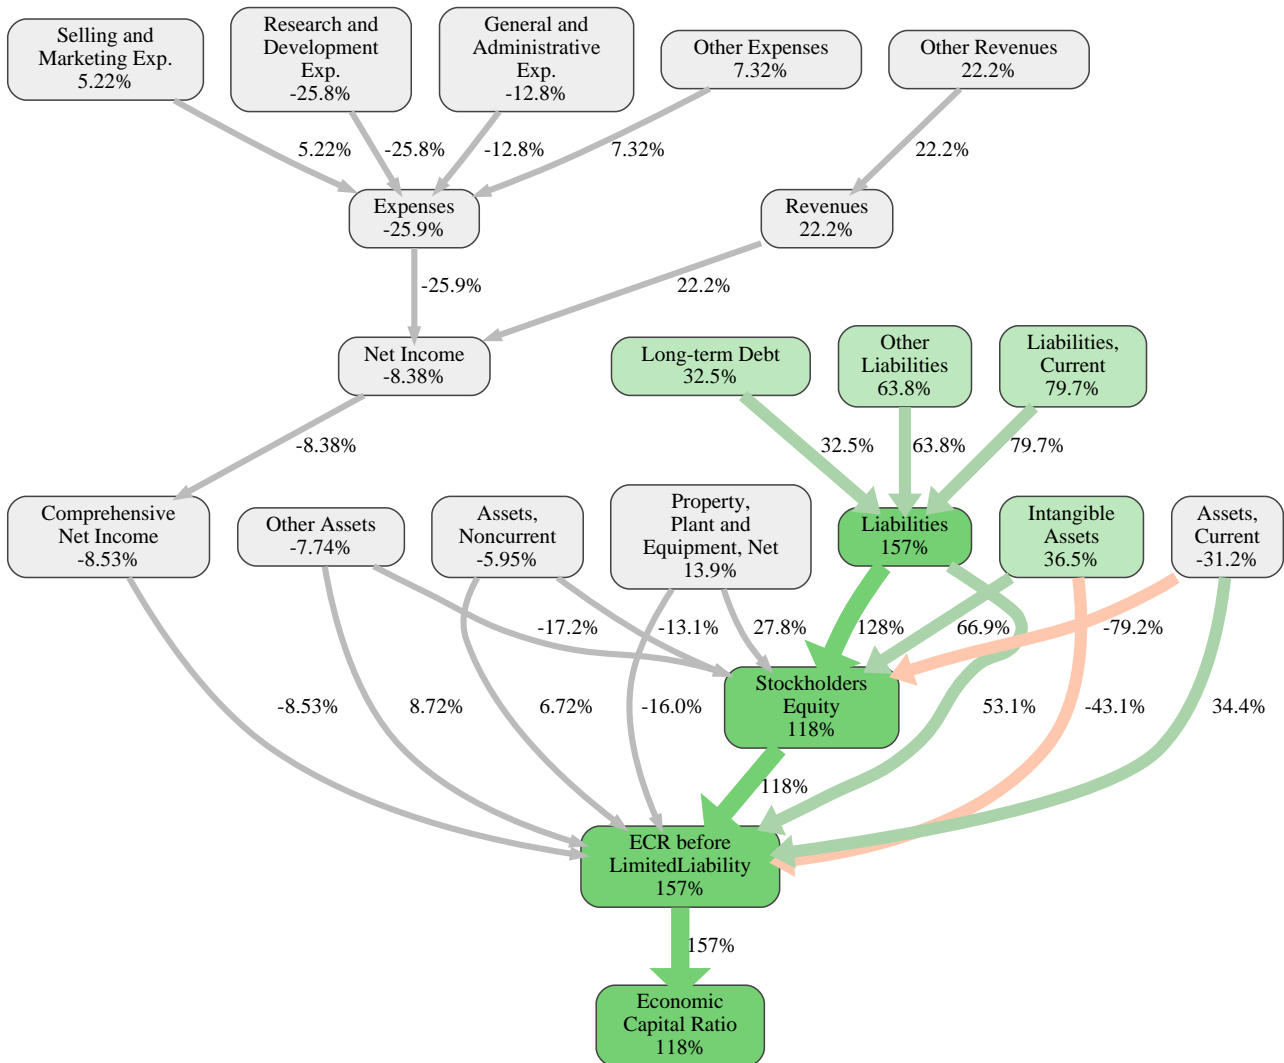 Selling and
Marketing Exp.
5.22%
Research and
Development
Exp.
-25.8%
General and
Administrative
Exp.
-12.8%
Other Expenses
7.32%
Other Revenues
22.2%
5.22%
-25.8%
-12.8%
7.32%
22.2%
Expenses
-25.9%
Revenues
22.2%
-25.9%
22.2%
Net Income
-8.38%
Long-term Debt
32.5%
Other
Liabilities
63.8%
Liabilities,
Current
79.7%
-8.38%
32.5%
63.8%
79.7%
Comprehensive
Net Income
-8.53%
Other Assets
-7.74%
Assets,
Noncurrent
-5.95%
Property,
Plant and
Equipment, Net
13.9%
Liabilities
157%
Intangible
Assets
36.5%
Assets,
Current
-31.2%
-17.2%
-13.1%
27.8%
128%
66.9%
-79.2%
Stockholders
Equity
118%
-8.53%
8.72%
6.72%
-16.0%
53.1%
-43.1%
34.4%
118%
ECR before
LimitedLiability
157%
157%
Economic
Capital Ratio
118%